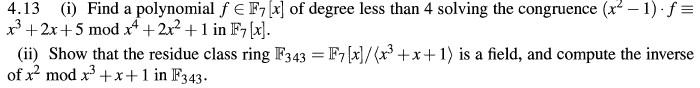 4.13 (i) Find a polynomial f ∈ 𝔽₇[x] of degree less than 4 solving the congruence (x² − 1) · f ≡
x³ + 2x + 5 mod x⁴ + 2x² + 1 in 𝔽₇[x].
(ii) Show that the residue class ring 𝔽₃₄₃ = 𝔽₇[x]/⟨x³ + x + 1⟩ is a field, and compute the inverse
of x² mod x³ + x + 1 in 𝔽₃₄₃.